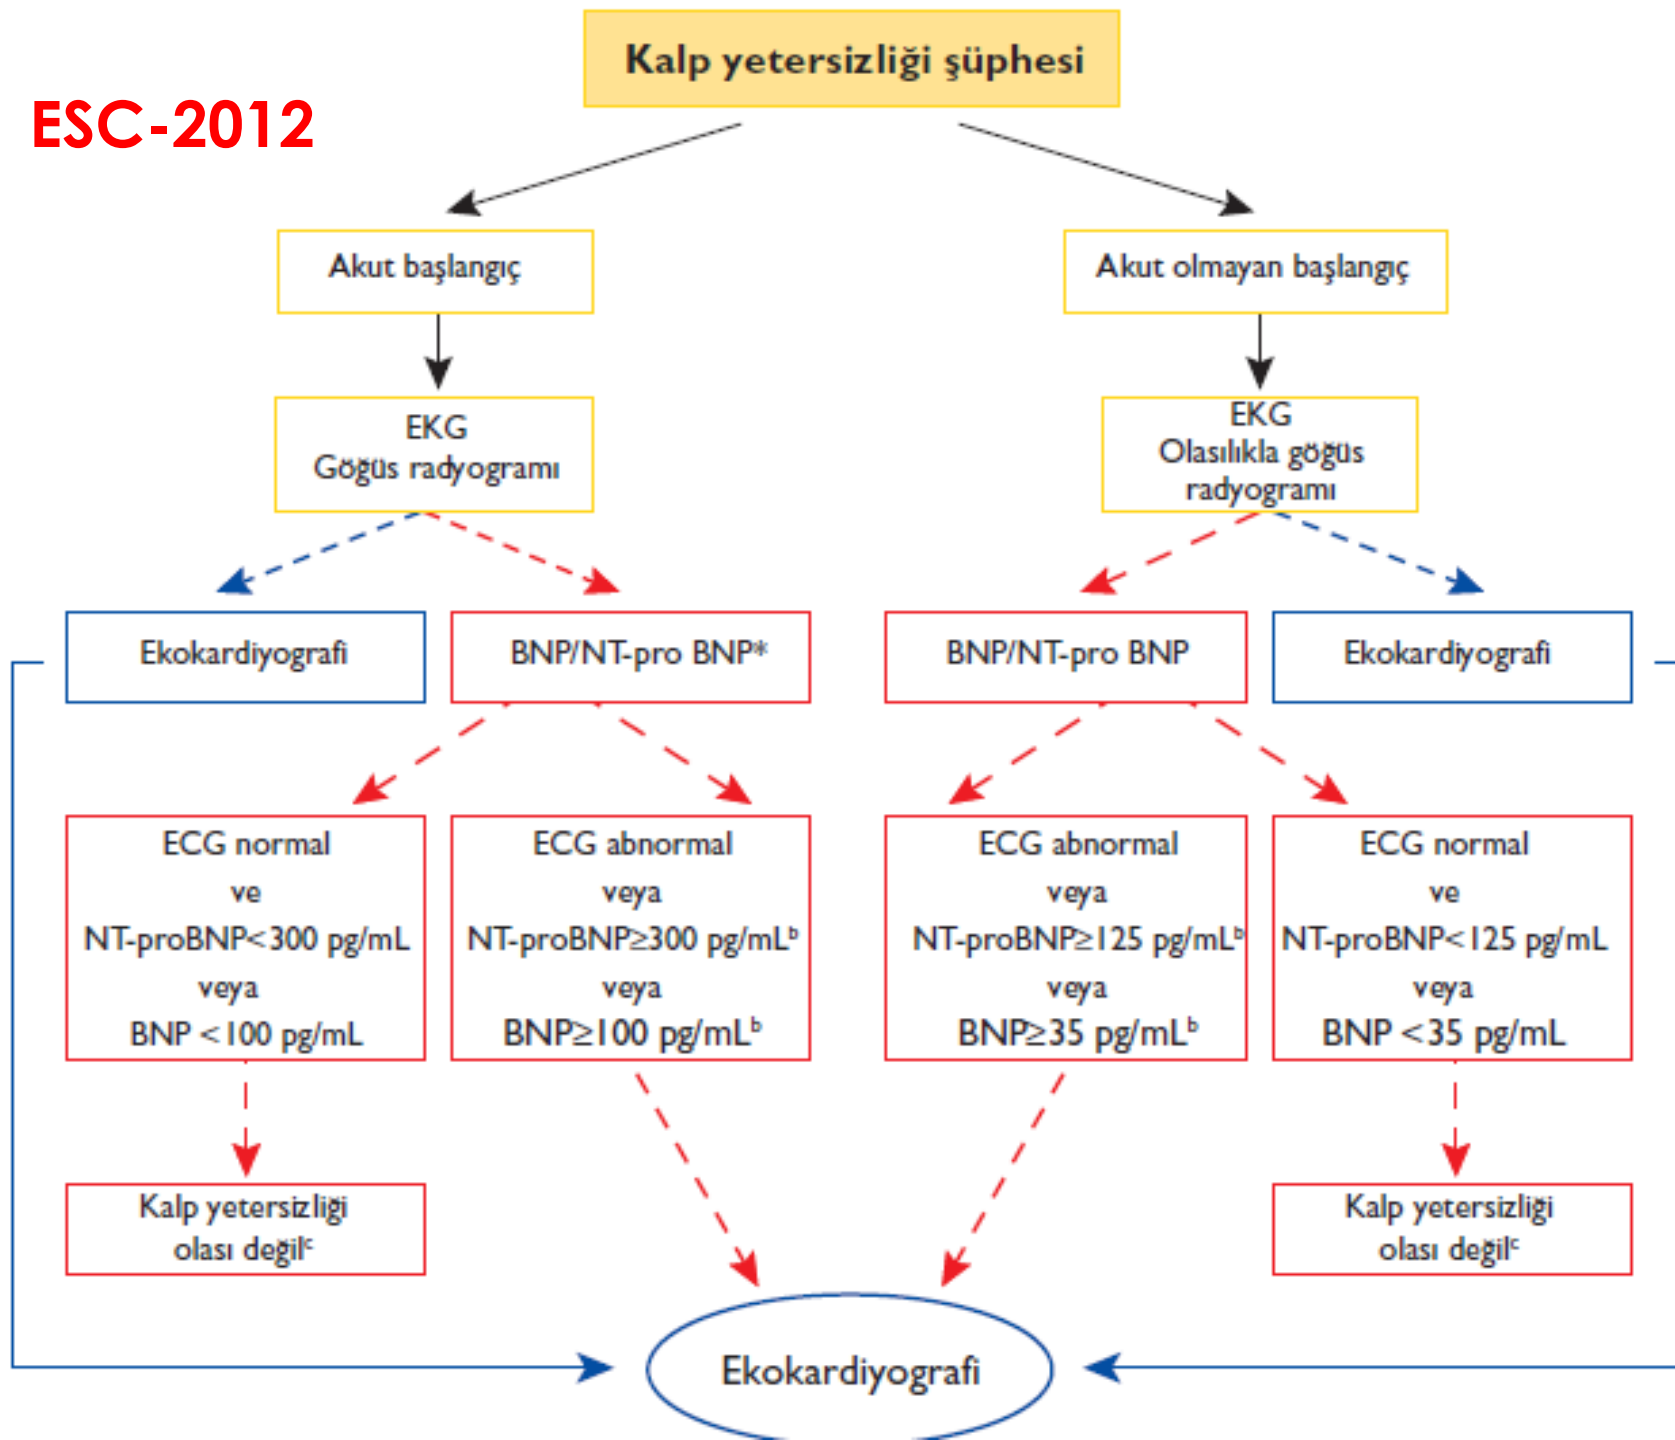 Kalp yetersizliği şüphesi
ESC-2012
Akut başlangıç
Akut olmayan başlangıç
EKG
Göğüs radyogramı
EKG
Olasılıkla göğüs
radyogramı
Ekokardiyografi
BNP/NT-pro BNP*
BNP/NT-pro BNP
Ekokardiyografi
ECG normal
ve
NT-proBNP<300 pg/mL
veya
BNP <100 pg/mL
ECG abnormal
veya
NT-proBNP≥300 pg/mLᵇ
veya
BNP≥100 pg/mLᵇ
ECG abnormal
veya
NT-proBNP≥125 pg/mLᵇ
veya
BNP≥35 pg/mLᵇ
ECG normal
ve
NT-proBNP<125 pg/mL
veya
BNP <35 pg/mL
Kalp yetersizliği
olası değilᶜ
Kalp yetersizliği
olası değilᶜ
Ekokardiyografi